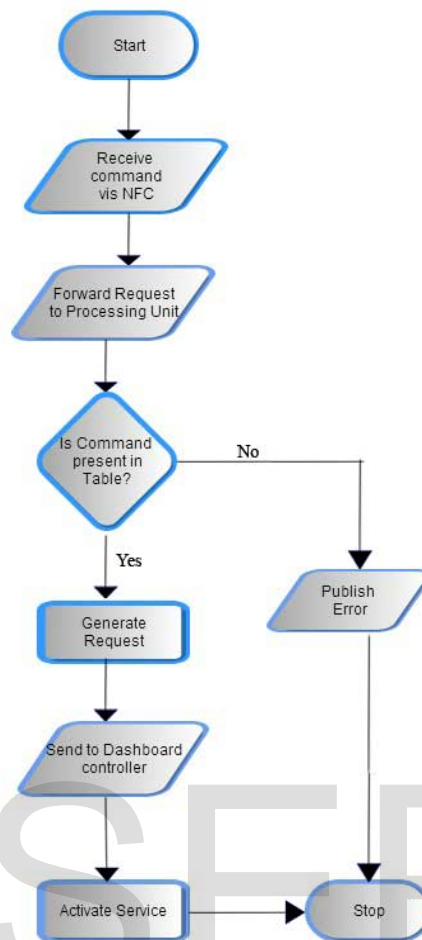 Start
Receive
command
vis NFC
Forward Request
to Processing Unit
Is Command
present in
Table?
No
Yes
Publish
Error
Generate
Request
Send to Dashboard
controller
Activate Service
Stop